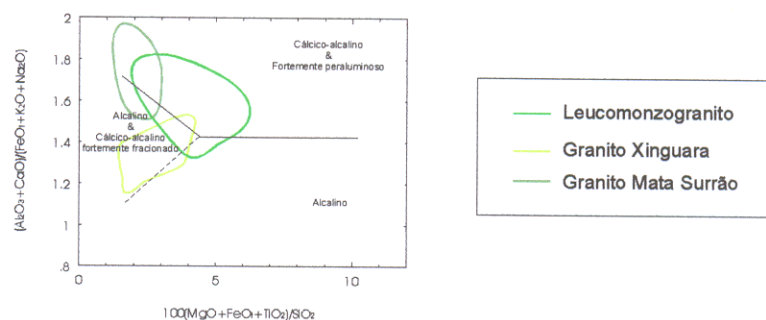 2
1.8
1.6
1.4
1.2
1
.8
0
5
10
(Al₂O₃+CaO)/(FeOt+K₂O+Na₂O)
100(MgO+FeOt+TiO₂)/SiO₂
Cálcico-alcalino
&
Fortemente peraluminoso
Alcalino
&
Cálcico-alcalino
fortemente fracionado
Alcalino
Leucomonzogranito
Granito Xinguara
Granito Mata Surrão